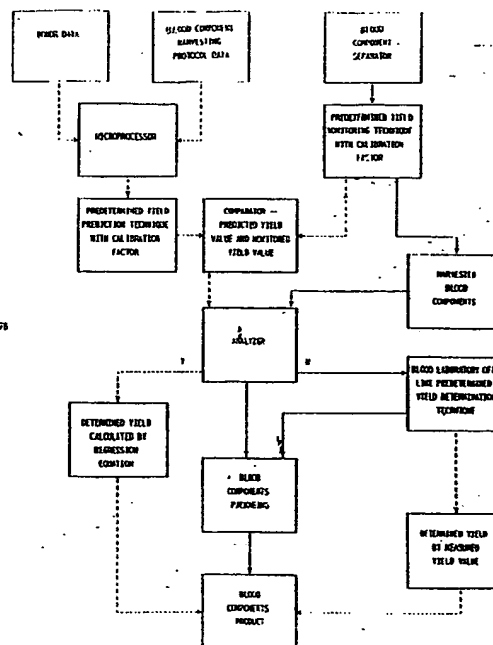 DONOR DATA
BLOOD COMPONENT
HARVESTING
PROTOCOL DATA
BLOOD
COMPONENT
SEPARATOR
MICROPROCESSOR
PREDETERMINED YIELD
MONITORING TECHNIQUE
WITH CALIBRATION
FACTOR
PREDETERMINED YIELD
PREDICTION TECHNIQUE
WITH CALIBRATION
FACTOR
COMPARATOR —
PREDICTED YIELD
VALUE AND MONITORED
YIELD VALUE
HARVESTED
BLOOD
COMPONENTS
ANALYZER
Y
N
BLOOD LABORATORY OFF
LINE PREDETERMINED
YIELD DETERMINATION
TECHNIQUE
DETERMINED YIELD
CALCULATED BY
REGRESSION
EQUATION
BLOOD
COMPONENTS
DETERMINED YIELD
BY MEASURED
YIELD VALUE
BLOOD
COMPONENTS
PRODUCT